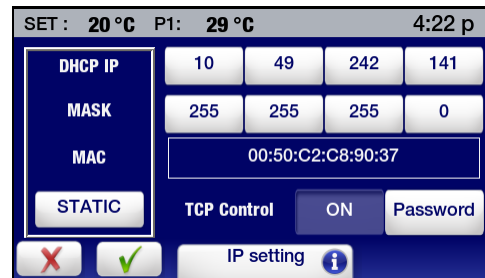 SET : 20 °C P1: 29 °C 4:22 p
DHCP IP 10 49 242 141
MASK 255 255 255 0
MAC 00:50:C2:C8:90:37
STATIC TCP Control ON Password
IP setting i